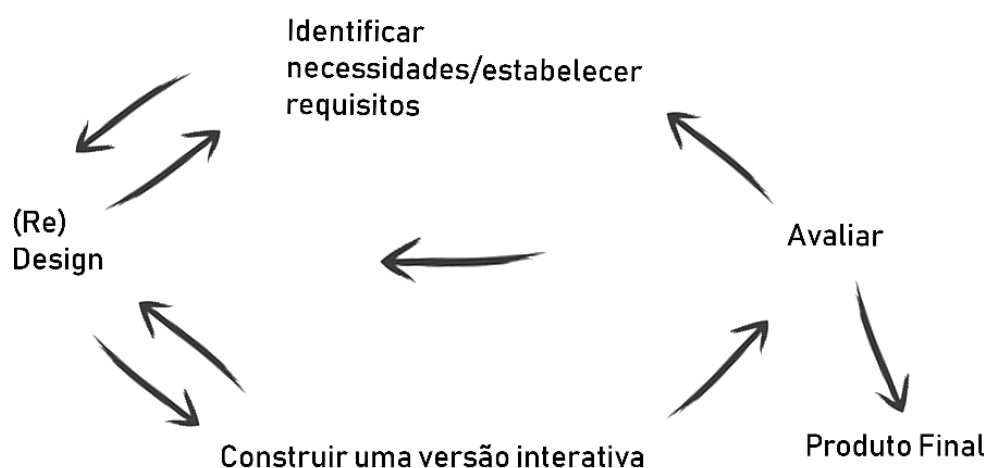 Identificar
necessidades/estabelecer
requisitos
(Re)
Design
Avaliar
Construir uma versão interativa
Produto Final